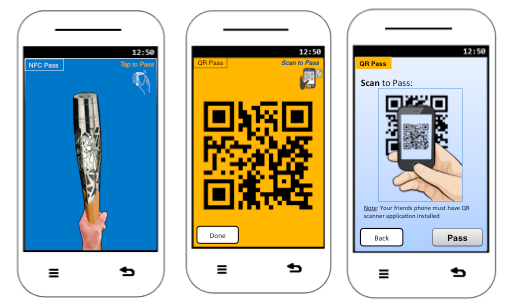 12:50
NFC Pass
Tap to Pass
12:50
QR Pass
Scan to Pass
Done
12:50
QR Pass
Scan to Pass:
Note: Your friends phone must have QR
scanner application installed
Back
Pass